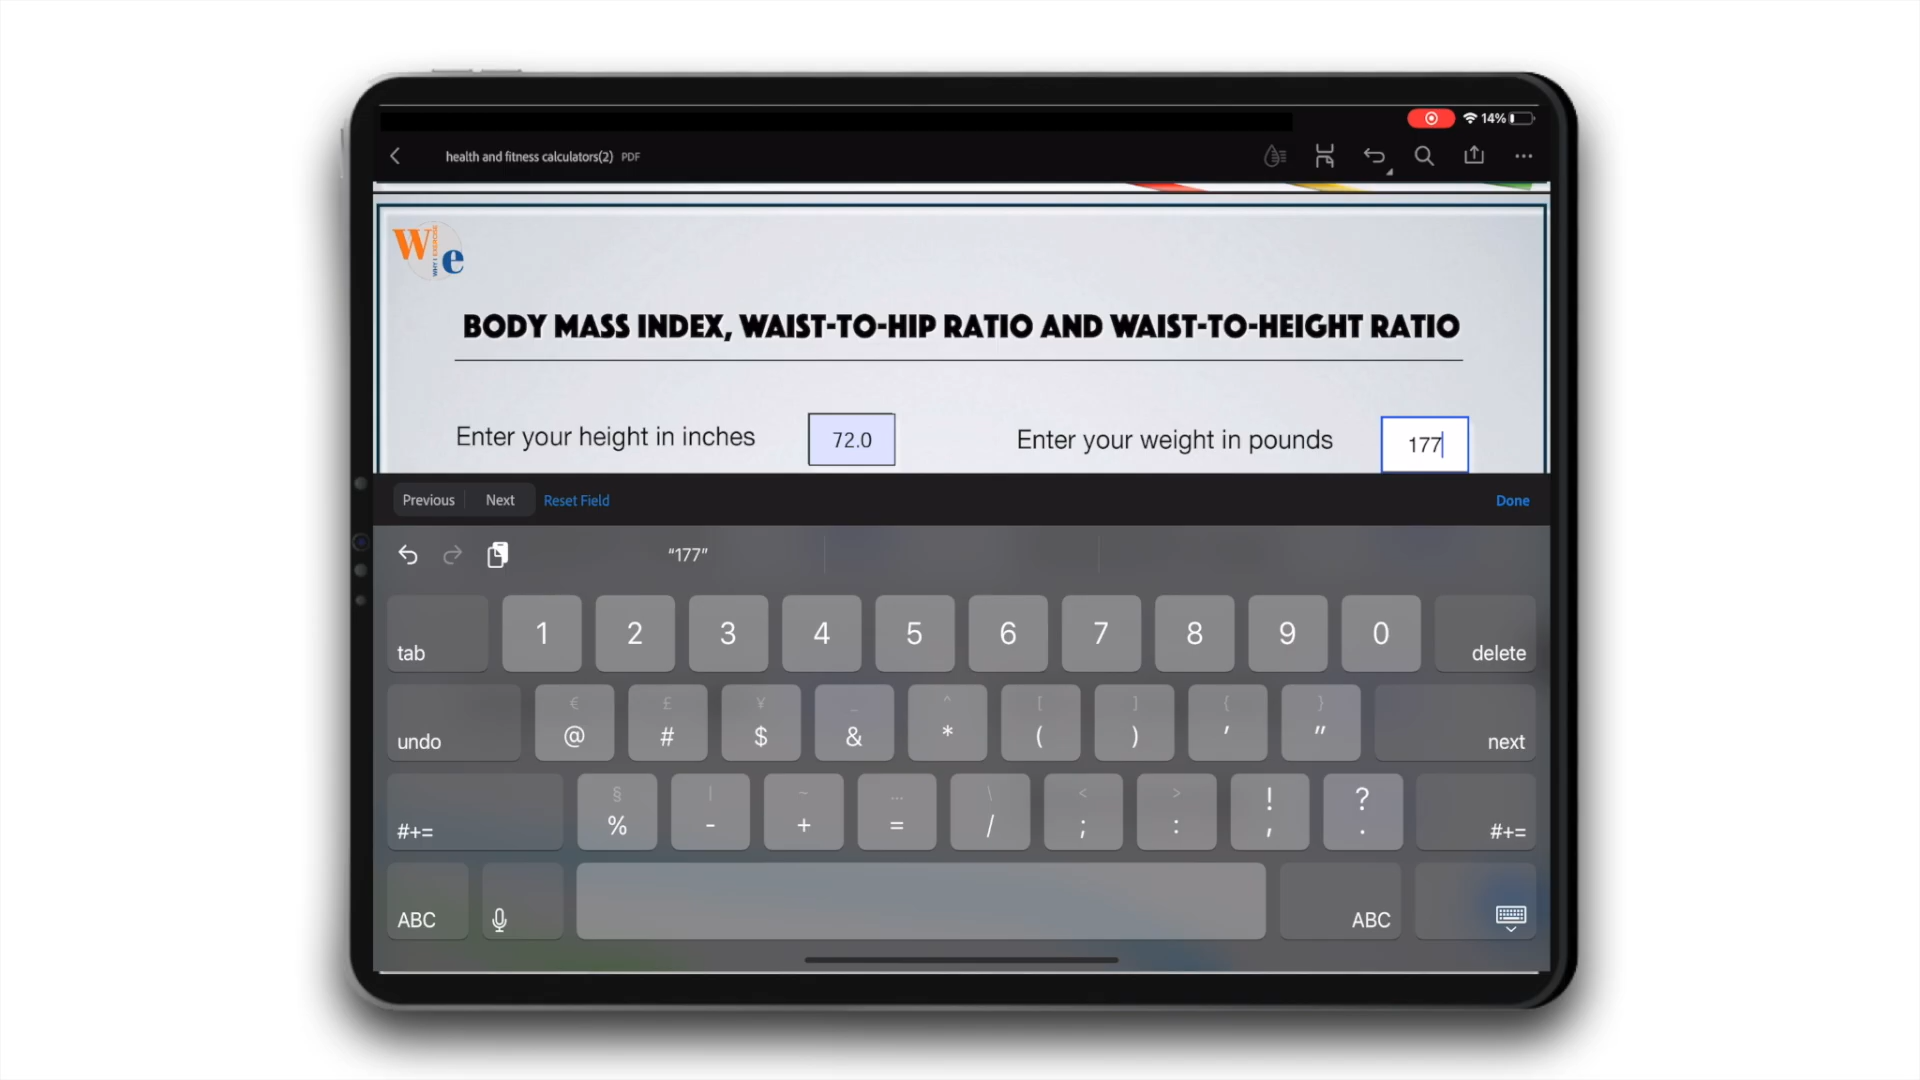 14%
health and fitness calculators(2) PDF
W e
WHY I EXERCISE
BODY MASS INDEX, WAIST-TO-HIP RATIO AND WAIST-TO-HEIGHT RATIO
Enter your height in inches 72.0 Enter your weight in pounds 177
Previous Next Reset Field Done
“177”
tab 1 2 3 4 5 6 7 8 9 0 delete
€ £ ¥ _ ^ [ ] { }
undo @ # $ & * ( ) ' " next
§ | ~ … \ < > ! ?
#+= % - + = / ; : , . #+=
ABC ABC